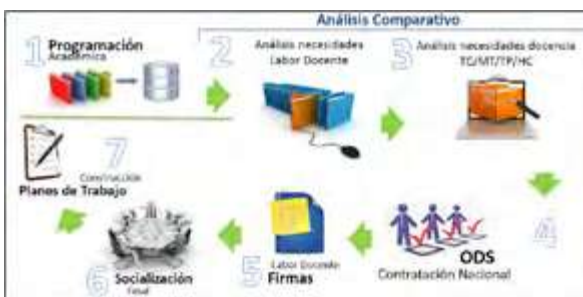 Análisis Comparativo
1 Programación
Académica
2 Análisis necesidades
Labor Docente
3 Análisis necesidades docencia
TC/MT/TP/HC
4
ODS
Contratación Nacional
5 Labor Docente
Firmas
6 Socialización
Final
7
Construcción
Planes de Trabajo